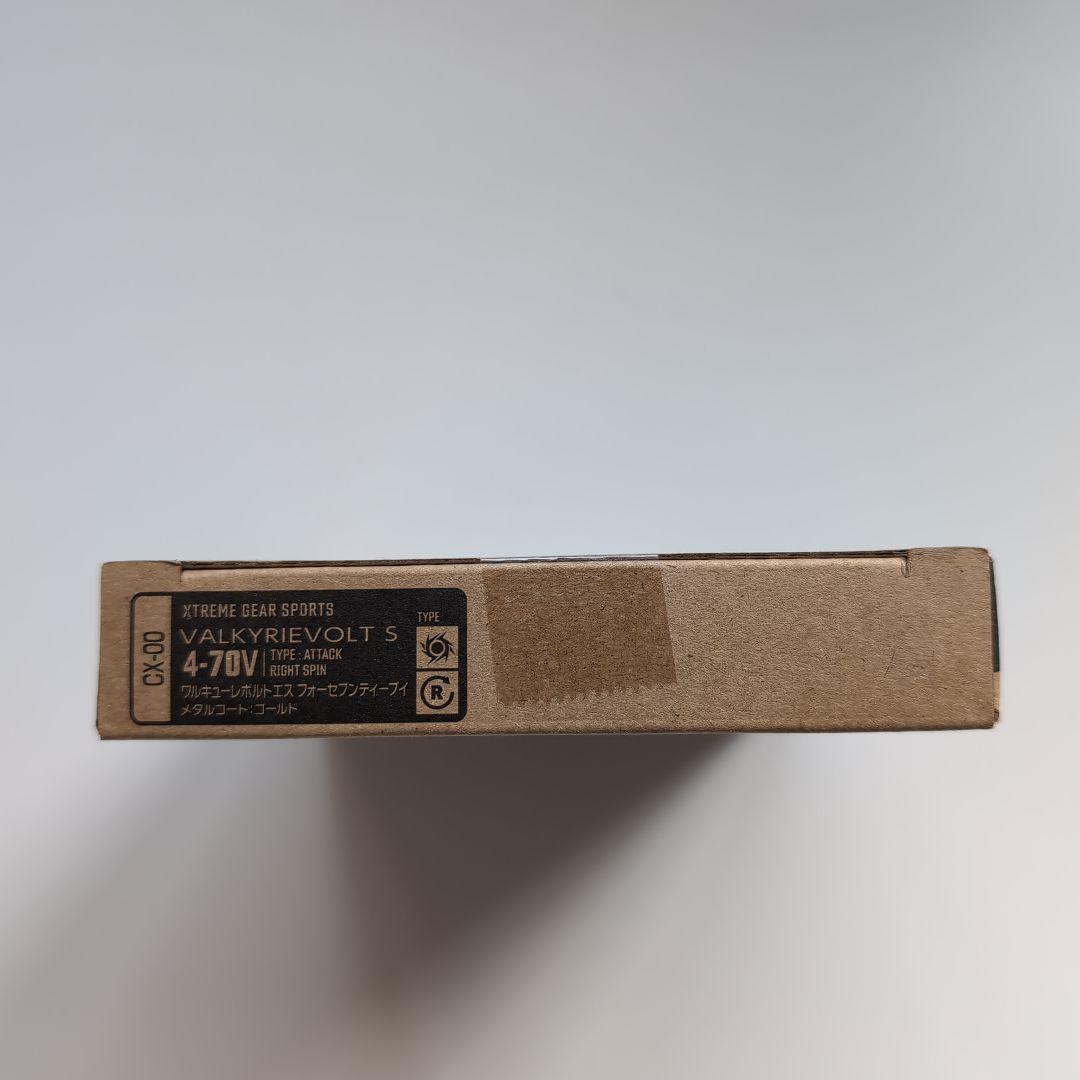 CX-00
XTREME GEAR SPORTS
VALKYRIEVOLT S
4-70V
TYPE : ATTACK
RIGHT SPIN
ワルキューレボルトエス フォーセブンティーブイ
メタルコート:ゴールド
TYPE
R